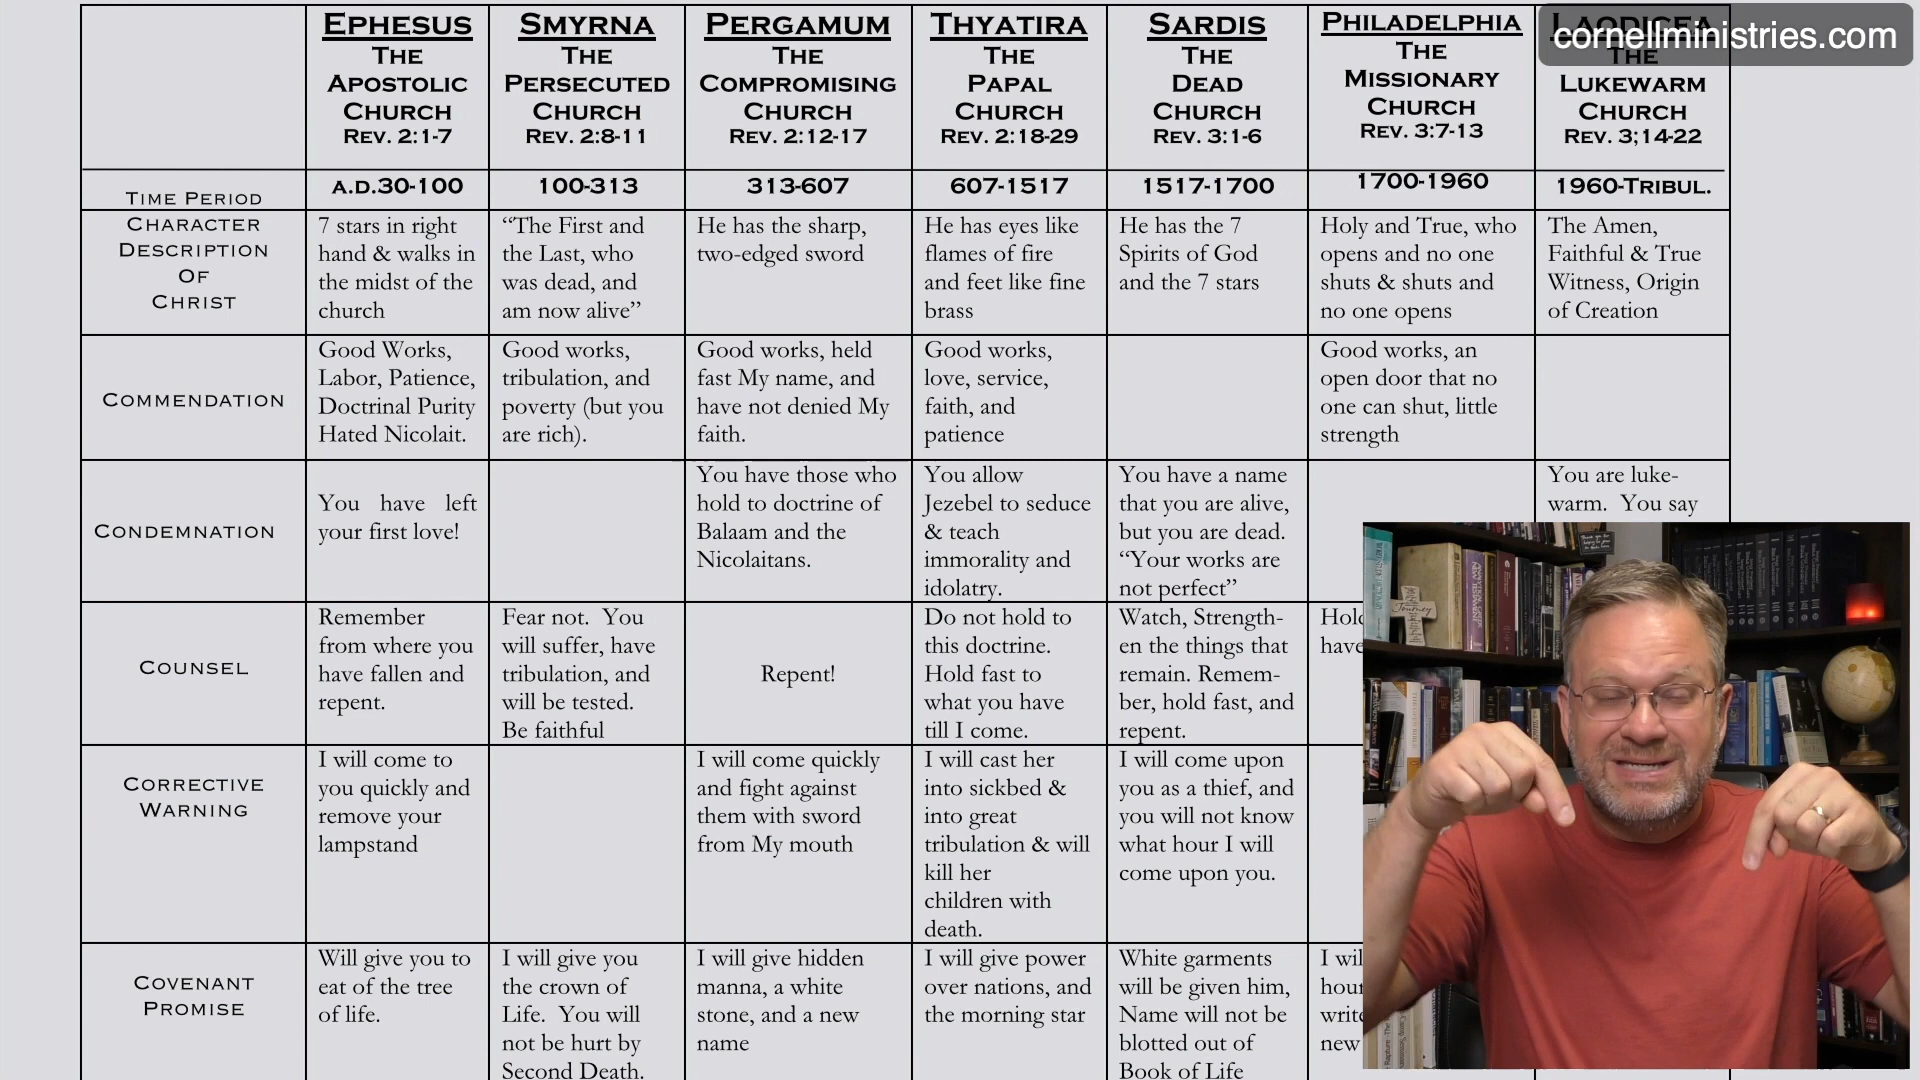 EPHESUS
THE
APOSTOLIC
CHURCH
REV. 2:1-7
SMYRNA
THE
PERSECUTED
CHURCH
REV. 2:8-11
PERGAMUM
THE
COMPROMISING
CHURCH
REV. 2:12-17
THYATIRA
THE
PAPAL
CHURCH
REV. 2:18-29
SARDIS
THE
DEAD
CHURCH
REV. 3:1-6
PHILADELPHIA
THE
MISSIONARY
CHURCH
REV. 3:7-13
LAODICEA
THE
LUKEWARM
CHURCH
REV. 3;14-22
cornellministries.com
TIME PERIOD
A.D.30-100
100-313
313-607
607-1517
1517-1700
1700-1960
1960-TRIBUL.
CHARACTER
DESCRIPTION
OF
CHRIST
7 stars in right
hand & walks in
the midst of the
church
“The First and
the Last, who
was dead, and
am now alive”
He has the sharp,
two-edged sword
He has eyes like
flames of fire
and feet like fine
brass
He has the 7
Spirits of God
and the 7 stars
Holy and True, who
opens and no one
shuts & shuts and
no one opens
The Amen,
Faithful & True
Witness, Origin
of Creation
COMMENDATION
Good Works,
Labor, Patience,
Doctrinal Purity
Hated Nicolait.
Good works,
tribulation, and
poverty (but you
are rich).
Good works, held
fast My name, and
have not denied My
faith.
Good works,
love, service,
faith, and
patience
Good works, an
open door that no
one can shut, little
strength
CONDEMNATION
You have left
your first love!
You have those who
hold to doctrine of
Balaam and the
Nicolaitans.
You allow
Jezebel to seduce
& teach
immorality and
idolatry.
You have a name
that you are alive,
but you are dead.
“Your works are
not perfect”
You are luke-
warm. You say
COUNSEL
Remember
from where you
have fallen and
repent.
Fear not. You
will suffer, have
tribulation, and
will be tested.
Be faithful
Repent!
Do not hold to
this doctrine.
Hold fast to
what you have
till I come.
Watch, Strength-
en the things that
remain. Remem-
ber, hold fast, and
repent.
Hold
have
CORRECTIVE
WARNING
I will come to
you quickly and
remove your
lampstand
I will come quickly
and fight against
them with sword
from My mouth
I will cast her
into sickbed &
into great
tribulation & will
kill her
children with
death.
I will come upon
you as a thief, and
you will not know
what hour I will
come upon you.
COVENANT
PROMISE
Will give you to
eat of the tree
of life.
I will give you
the crown of
Life. You will
not be hurt by
Second Death.
I will give hidden
manna, a white
stone, and a new
name
I will give power
over nations, and
the morning star
White garments
will be given him,
Name will not be
blotted out of
Book of Life
I wil
hour
write
new
Journey